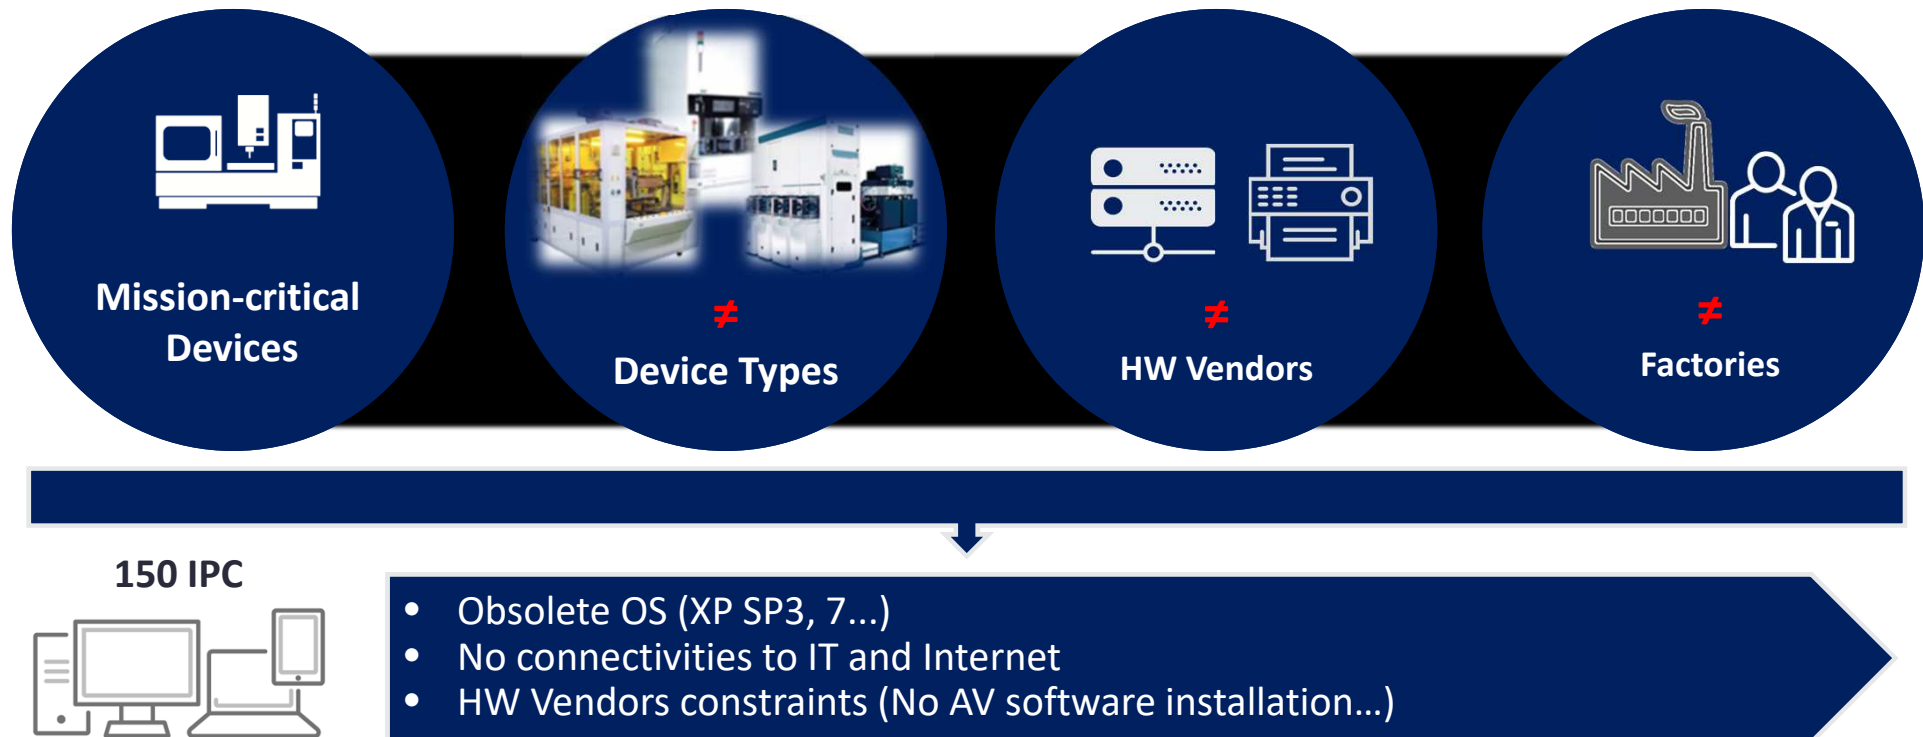 Mission-critical
Devices
≠
Device Types
≠
HW Vendors
≠
Factories
150 IPC
• Obsolete OS (XP SP3, 7...)
• No connectivities to IT and Internet
• HW Vendors constraints (No AV software installation...)